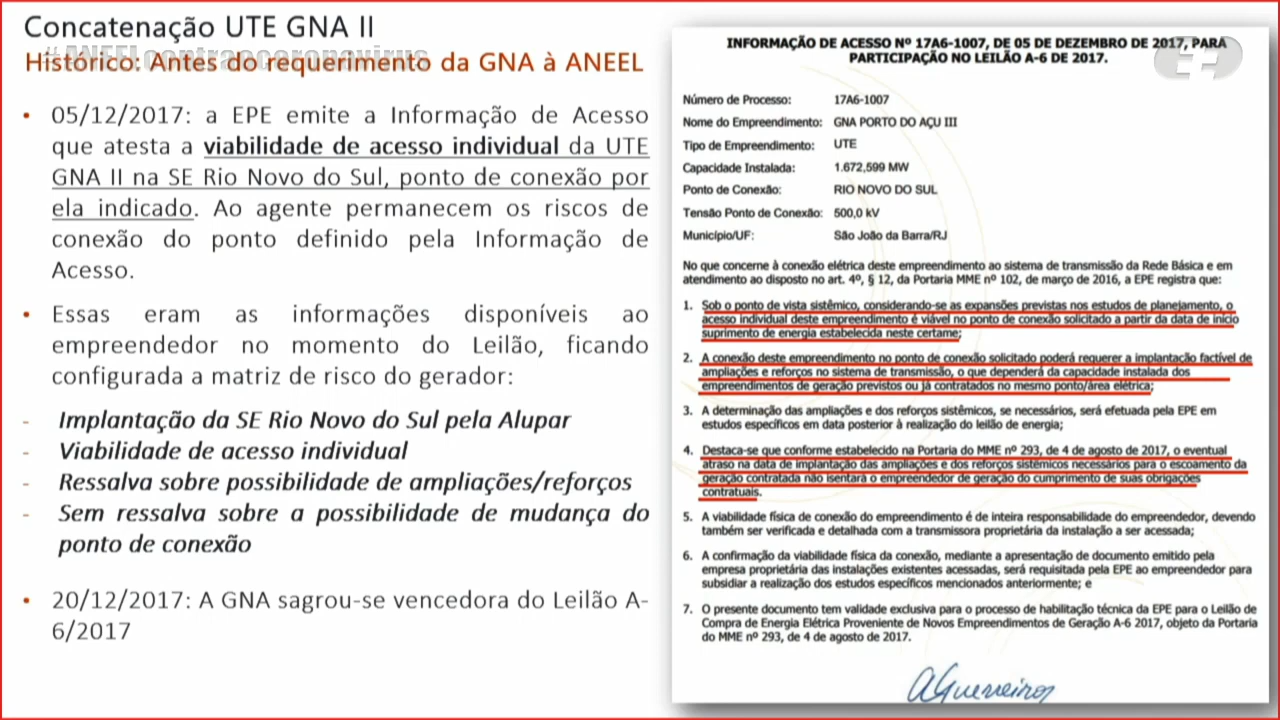 Concatenação UTE GNA II
#ANEELcontraocoronavirus
Histórico: Antes do requerimento da GNA à ANEEL
• 05/12/2017: a EPE emite a Informação de Acesso
que atesta a viabilidade de acesso individual da UTE
GNA II na SE Rio Novo do Sul, ponto de conexão por
ela indicado. Ao agente permanecem os riscos de
conexão do ponto definido pela Informação de
Acesso.
• Essas eram as informações disponíveis ao
empreendedor no momento do Leilão, ficando
configurada a matriz de risco do gerador:
- Implantação da SE Rio Novo do Sul pela Alupar
- Viabilidade de acesso individual
- Ressalva sobre possibilidade de ampliações/reforços
- Sem ressalva sobre a possibilidade de mudança do
ponto de conexão
• 20/12/2017: A GNA sagrou-se vencedora do Leilão A-
6/2017
INFORMAÇÃO DE ACESSO Nº 17A6-1007, DE 05 DE DEZEMBRO DE 2017, PARA
PARTICIPAÇÃO NO LEILÃO A-6 DE 2017.
Número de Processo: 17A6-1007
Nome do Empreendimento: GNA PORTO DO AÇU III
Tipo de Empreendimento: UTE
Capacidade Instalada: 1.672,599 MW
Ponto de Conexão: RIO NOVO DO SUL
Tensão Ponto de Conexão: 500,0 kV
Município/UF: São João da Barra/RJ
No que concerne à conexão elétrica deste empreendimento ao sistema de transmissão da Rede Básica e em
atendimento ao disposto no art. 4º, § 12, da Portaria MME nº 102, de março de 2016, a EPE registra que:
1. Sob o ponto de vista sistêmico, considerando-se as expansões previstas nos estudos de planejamento, o
acesso individual deste empreendimento é viável no ponto de conexão solicitado a partir da data de início
suprimento de energia estabelecida neste certame;
2. A conexão deste empreendimento no ponto de conexão solicitado poderá requerer a implantação factível de
ampliações e reforços no sistema de transmissão, o que dependerá da capacidade instalada dos
empreendimentos de geração previstos ou já contratados no mesmo ponto/área elétrica;
3. A determinação das ampliações e dos reforços sistêmicos, se necessários, será efetuada pela EPE em
estudos específicos em data posterior à realização do leilão de energia;
4. Destaca-se que conforme estabelecido na Portaria do MME nº 293, de 4 de agosto de 2017, o eventual
atraso na data de implantação das ampliações e dos reforços sistêmicos necessários para o escoamento da
geração contratada não isentará o empreendedor de geração do cumprimento de suas obrigações
contratuais.
5. A viabilidade física de conexão do empreendimento é de inteira responsabilidade do empreendedor, devendo
também ser verificada e detalhada com a transmissora proprietária da instalação a ser acessada;
6. A confirmação da viabilidade física da conexão, mediante a apresentação de documento emitido pela
empresa proprietária das instalações existentes acessadas, será requisitada pela EPE ao empreendedor para
subsidiar a realização dos estudos específicos mencionados anteriormente; e
7. O presente documento tem validade exclusiva para o processo de habilitação técnica da EPE para o Leilão de
Compra de Energia Elétrica Proveniente de Novos Empreendimentos de Geração A-6 2017, objeto da Portaria
do MME nº 293, de 4 de agosto de 2017.